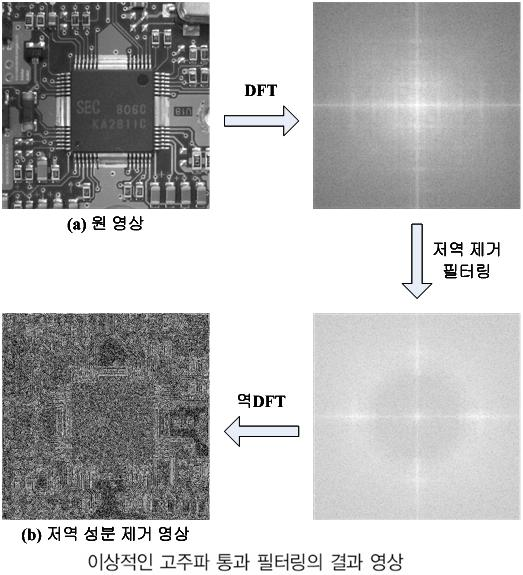 SEC 806C
KA2811C
Bin
DFT
(a) 원 영상
저역 제거
필터링
역DFT
(b) 저역 성분 제거 영상
이상적인 고주파 통과 필터링의 결과 영상